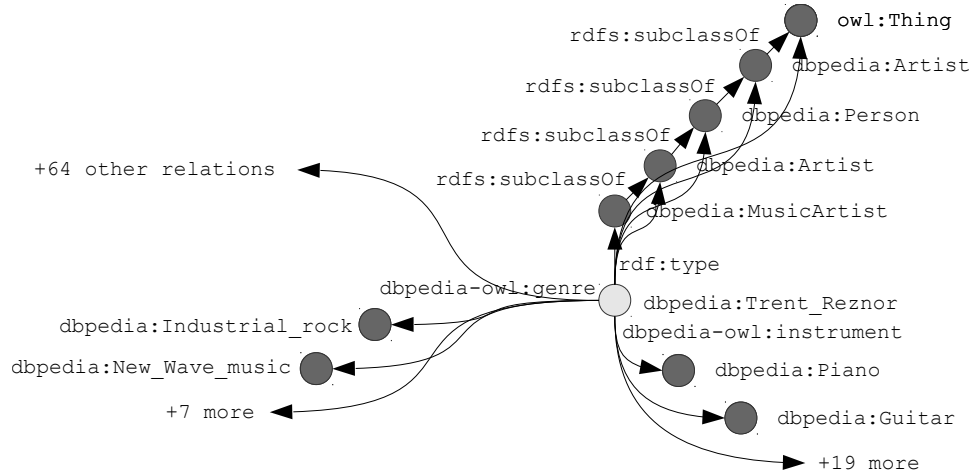 owl:Thing
rdfs:subclassOf
dbpedia:Artist
rdfs:subclassOf
dbpedia:Person
rdfs:subclassOf
dbpedia:Artist
+64 other relations
rdfs:subclassOf
dbpedia:MusicArtist
rdf:type
dbpedia-owl:genre
dbpedia:Trent_Reznor
dbpedia:Industrial_rock
dbpedia-owl:instrument
dbpedia:New_Wave_music
dbpedia:Piano
+7 more
dbpedia:Guitar
+19 more